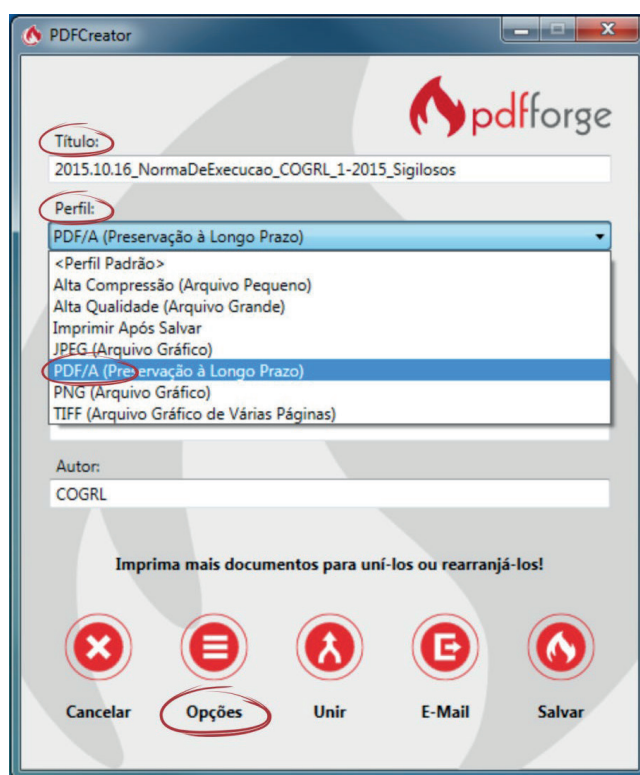 PDFCreator
pdfforge
Título:
2015.10.16_NormaDeExecucao_COGRL_1-2015_Sigilosos
Perfil:
PDF/A (Preservação à Longo Prazo)
<Perfil Padrão>
Alta Compressão (Arquivo Pequeno)
Alta Qualidade (Arquivo Grande)
Imprimir Após Salvar
JPEG (Arquivo Gráfico)
PDF/A (Preservação à Longo Prazo)
PNG (Arquivo Gráfico)
TIFF (Arquivo Gráfico de Várias Páginas)
Autor:
COGRL
Imprima mais documentos para uní-los ou rearranjá-los!
Cancelar Opções Unir E-Mail Salvar